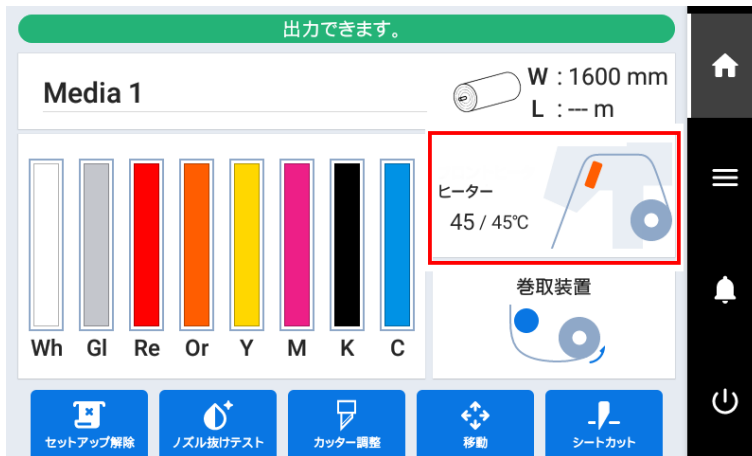 出力できます。
Media 1
W : 1600 mm
L : --- m
ヒーター
45 / 45℃
巻取装置
Wh Gl Re Or Y M K C
セットアップ解除 ノズル抜けテスト カッター調整 移動 シートカット